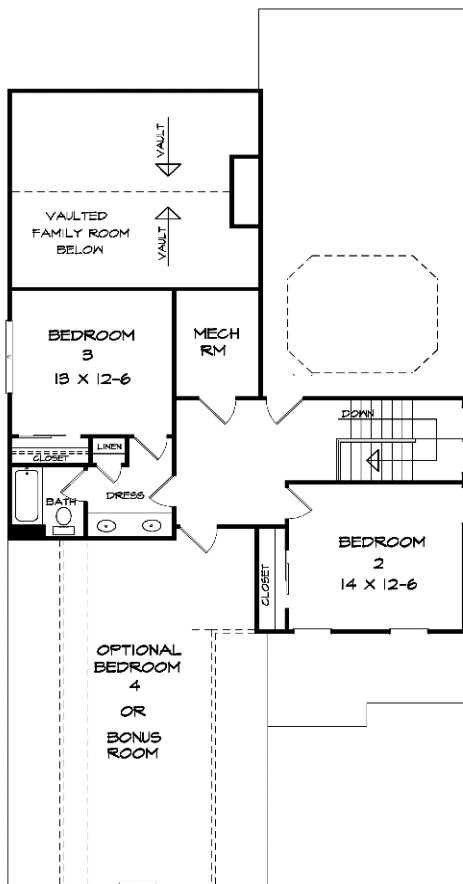 VAULT
VAULTED
FAMILY ROOM
BELOW
VAULT
BEDROOM
3
13 X 12-6
MECH
RM
DOWN
LINEN
CLOSET
BATH
DRESS
BEDROOM
2
14 X 12-6
CLOSET
OPTIONAL
BEDROOM
4
OR
BONUS
ROOM